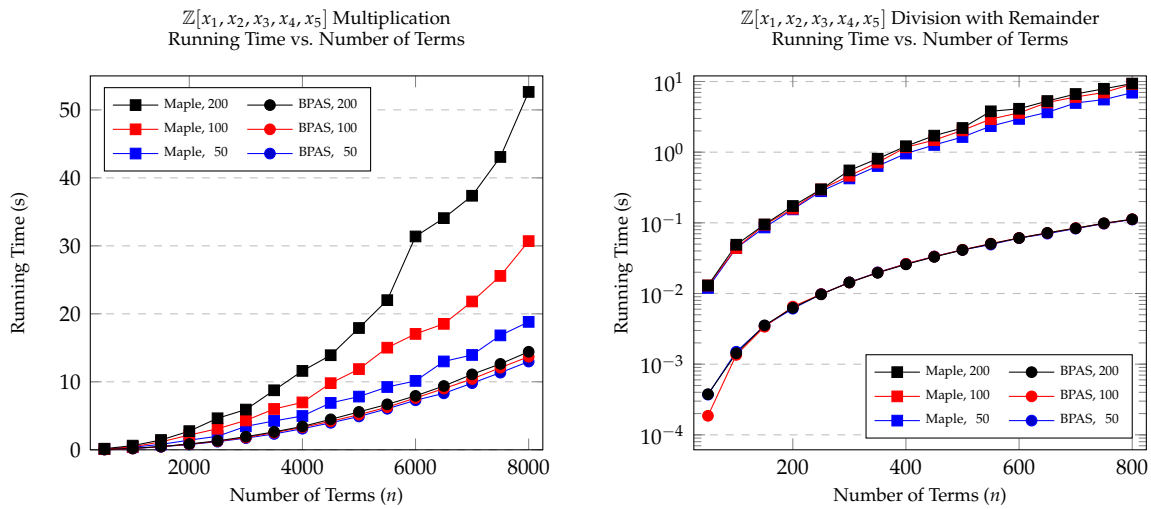 ℤ[x₁, x₂, x₃, x₄, x₅] Multiplication
Running Time vs. Number of Terms
Running Time (s)
50
40
30
20
10
0
Maple, 200
BPAS, 200
Maple, 100
BPAS, 100
Maple, 50
BPAS, 50
2000
4000
6000
8000
Number of Terms (n)
ℤ[x₁, x₂, x₃, x₄, x₅] Division with Remainder
Running Time vs. Number of Terms
Running Time (s)
10¹
10⁰
10⁻¹
10⁻²
10⁻³
10⁻⁴
Maple, 200
BPAS, 200
Maple, 100
BPAS, 100
Maple, 50
BPAS, 50
200
400
600
800
Number of Terms (n)